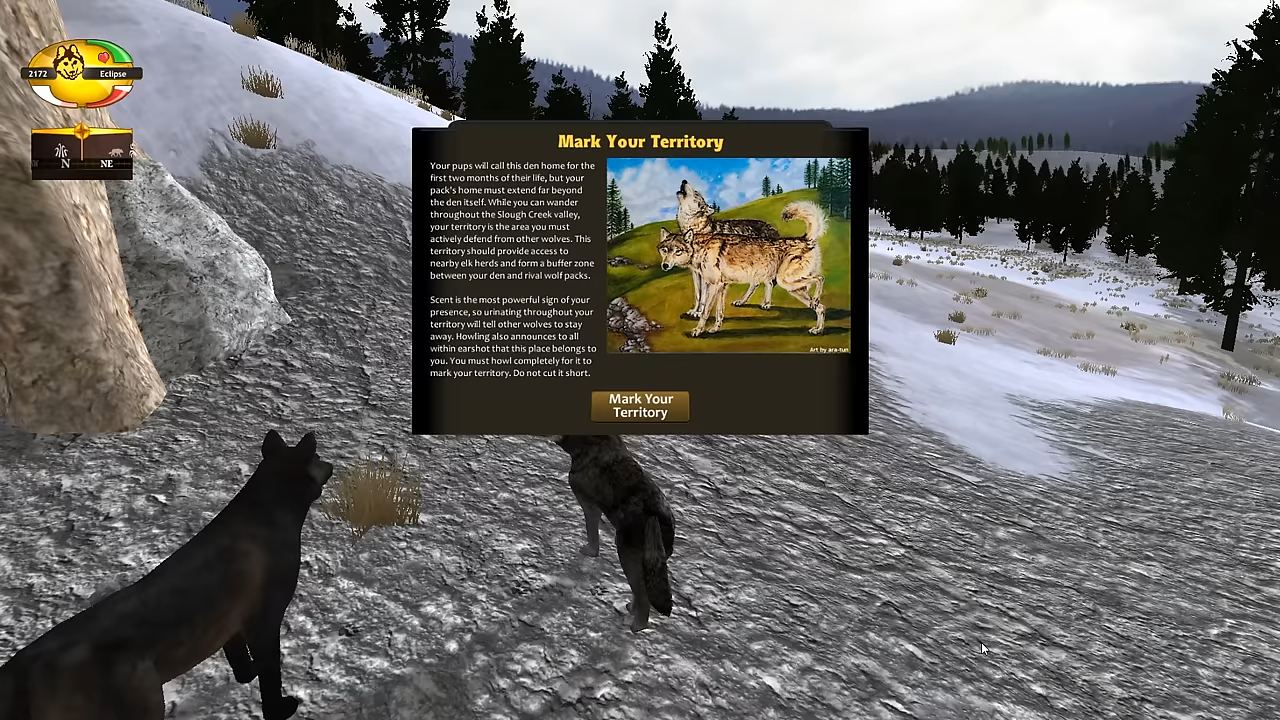 2172
Eclipse
N
NE
Mark Your Territory
Your pups will call this den home for the
first two months of their life, but your
pack's home must extend far beyond
the den itself. While you can wander
throughout the Slough Creek valley,
your territory is the area you must
actively defend from other wolves. This
territory should provide access to
nearby elk herds and form a buffer zone
between your den and rival wolf packs.
Scent is the most powerful sign of your
presence, so urinating throughout your
territory will tell other wolves to stay
away. Howling also announces to all
within earshot that this place belongs to
you. You must howl completely for it to
mark your territory. Do not cut it short.
Art by ara-tun
Mark Your
Territory